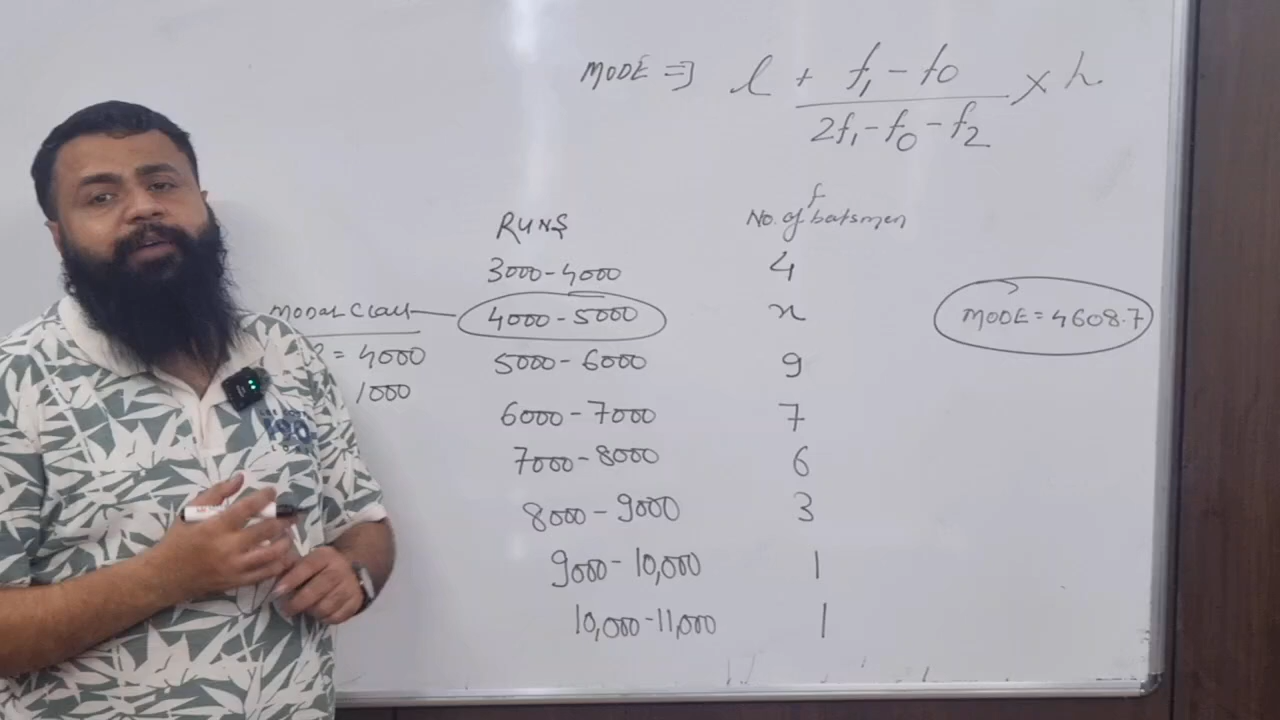 MODE => l + f1 - f0 / 2f1 - f0 - f2 × h
f
RUNS No. of batsmen
3000-4000 4
Modal Class 4000-5000 x MODE = 4608.7
= 4000 5000-6000 9
1000
6000-7000 7
7000-8000 6
8000-9000 3
9000-10,000 1
10,000-11,000 1